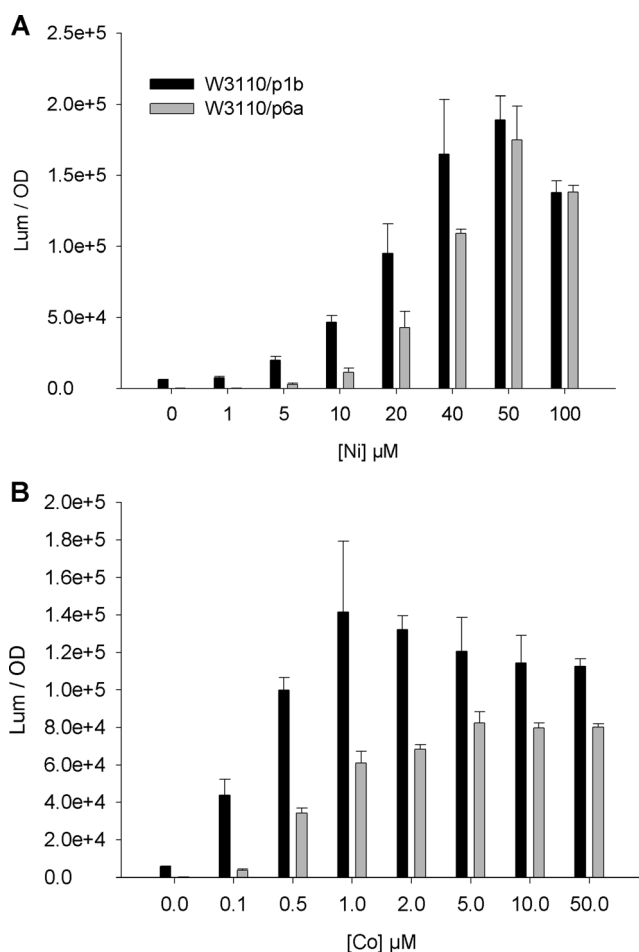 A
2.5e+5
2.0e+5
1.5e+5
1.0e+5
5.0e+4
0.0
Lum / OD
W3110/p1b
W3110/p6a
0 1 5 10 20 40 50 100
[Ni] µM
B
2.0e+5
1.8e+5
1.6e+5
1.4e+5
1.2e+5
1.0e+5
8.0e+4
6.0e+4
4.0e+4
2.0e+4
0.0
Lum / OD
0.0 0.1 0.5 1.0 2.0 5.0 10.0 50.0
[Co] µM